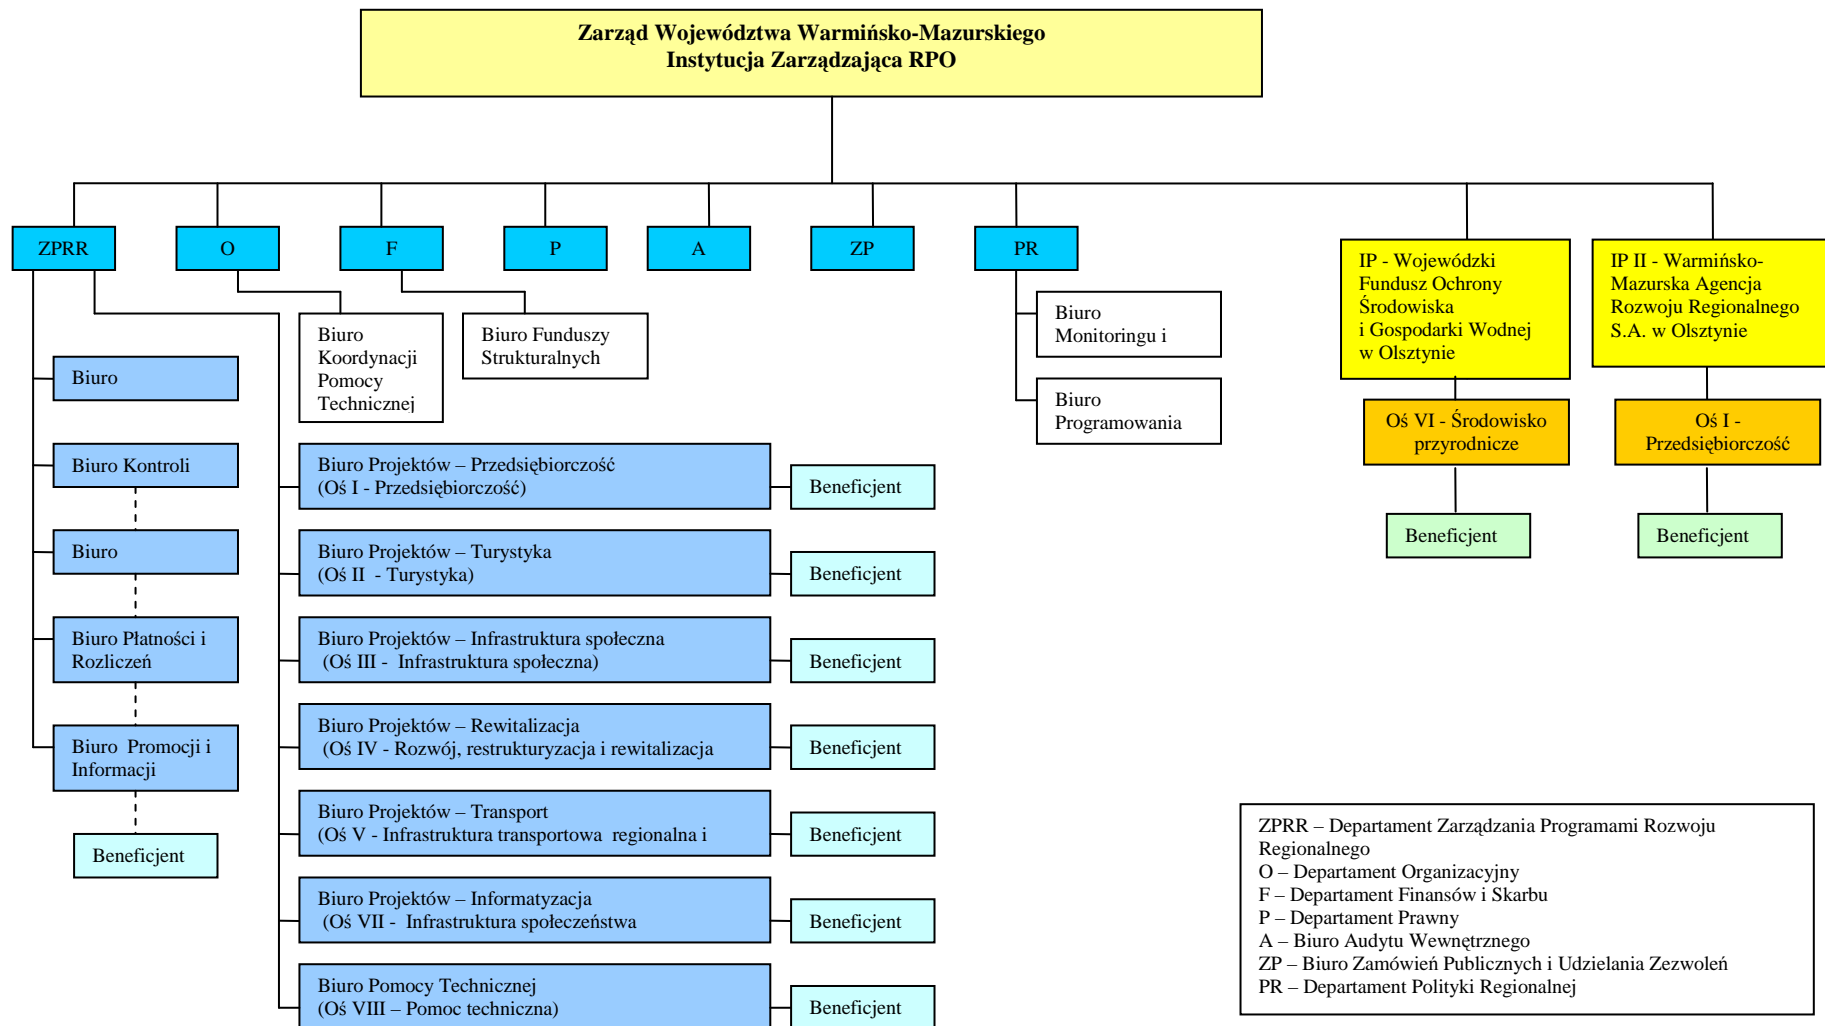 Zarząd Województwa Warmińsko-Mazurskiego
Instytucja Zarządzająca RPO
ZPRR
O
F
P
A
ZP
PR
IP - Wojewódzki
Fundusz Ochrony
Środowiska
i Gospodarki Wodnej
w Olsztynie
IP II - Warmińsko-
Mazurska Agencja
Rozwoju Regionalnego
S.A. w Olsztynie
Biuro
Koordynacji
Pomocy
Technicznej
Biuro Funduszy
Strukturalnych
Biuro
Monitoringu i
Biuro
Programowania
Oś VI - Środowisko
przyrodnicze
Oś I -
Przedsiębiorczość
Beneficjent
Beneficjent
Biuro
Biuro Kontroli
Biuro
Biuro Płatności i
Rozliczeń
Biuro  Promocji i
Informacji
Beneficjent
Biuro Projektów – Przedsiębiorczość
(Oś I - Przedsiębiorczość)
Beneficjent
Biuro Projektów – Turystyka
(Oś II  - Turystyka)
Beneficjent
Biuro Projektów – Infrastruktura społeczna
(Oś III -  Infrastruktura społeczna)
Beneficjent
Biuro Projektów – Rewitalizacja
(Oś IV - Rozwój, restrukturyzacja i rewitalizacja
Beneficjent
Biuro Projektów – Transport
(Oś V - Infrastruktura transportowa  regionalna i
Beneficjent
Biuro Projektów – Informatyzacja
(Oś VII -  Infrastruktura społeczeństwa
Beneficjent
Biuro Pomocy Technicznej
(Oś VIII – Pomoc techniczna)
Beneficjent
ZPRR – Departament Zarządzania Programami Rozwoju
Regionalnego
O – Departament Organizacyjny
F – Departament Finansów i Skarbu
P – Departament Prawny
A – Biuro Audytu Wewnętrznego
ZP – Biuro Zamówień Publicznych i Udzielania Zezwoleń
PR – Departament Polityki Regionalnej